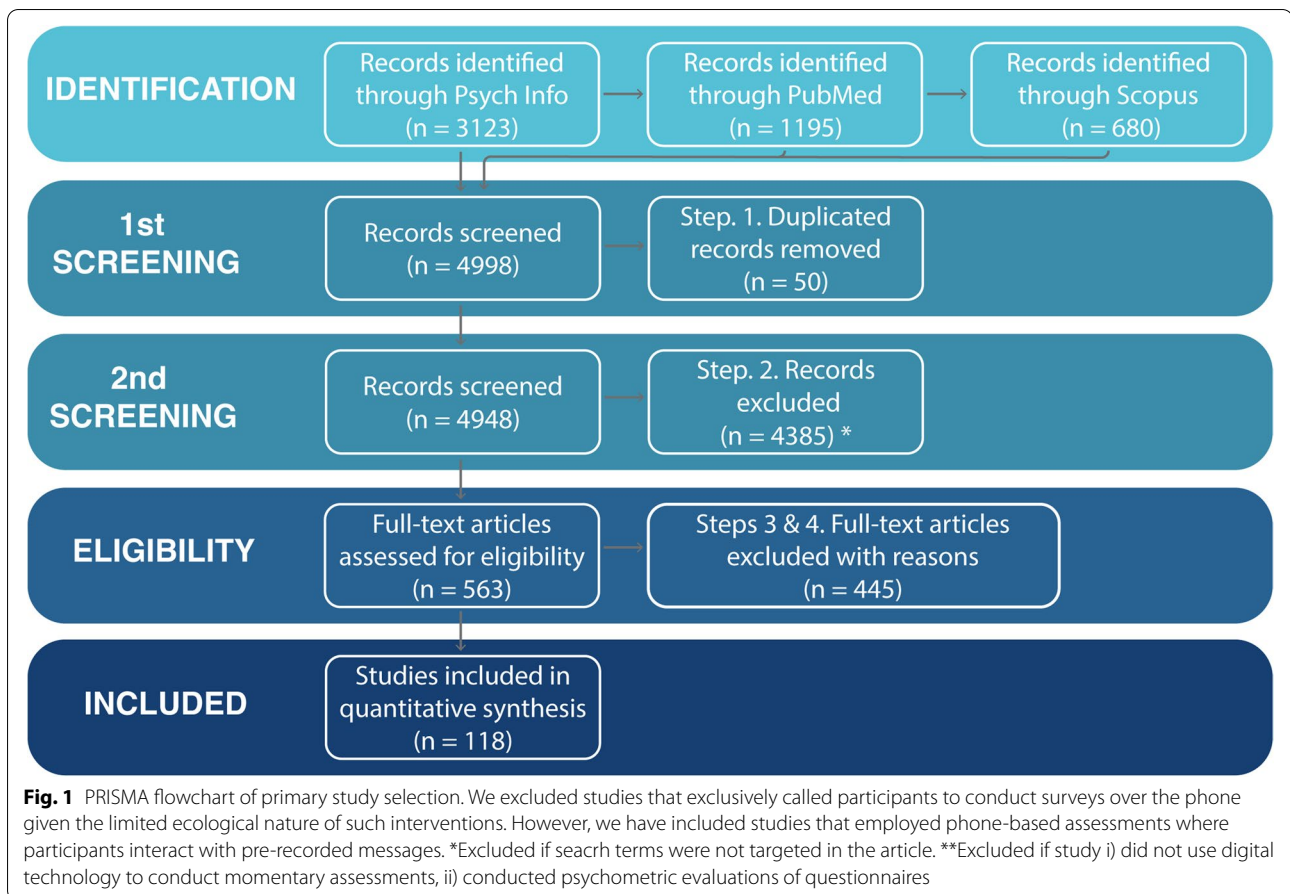 IDENTIFICATION
Records identified
through Psych Info
(n = 3123)
Records identified
through PubMed
(n = 1195)
Records identified
through Scopus
(n = 680)
1st
SCREENING
Records screened
(n = 4998)
Step. 1. Duplicated
records removed
(n = 50)
2nd
SCREENING
Records screened
(n = 4948)
Step. 2. Records
excluded
(n = 4385) *
ELIGIBILITY
Full-text articles
assessed for eligibility
(n = 563)
Steps 3 & 4. Full-text articles
excluded with reasons
(n = 445)
INCLUDED
Studies included in
quantitative synthesis
(n = 118)
Fig. 1 PRISMA flowchart of primary study selection. We excluded studies that exclusively called participants to conduct surveys over the phone
given the limited ecological nature of such interventions. However, we have included studies that employed phone-based assessments where
participants interact with pre-recorded messages. *Excluded if seacrh terms were not targeted in the article. **Excluded if study i) did not use digital
technology to conduct momentary assessments, ii) conducted psychometric evaluations of questionnaires